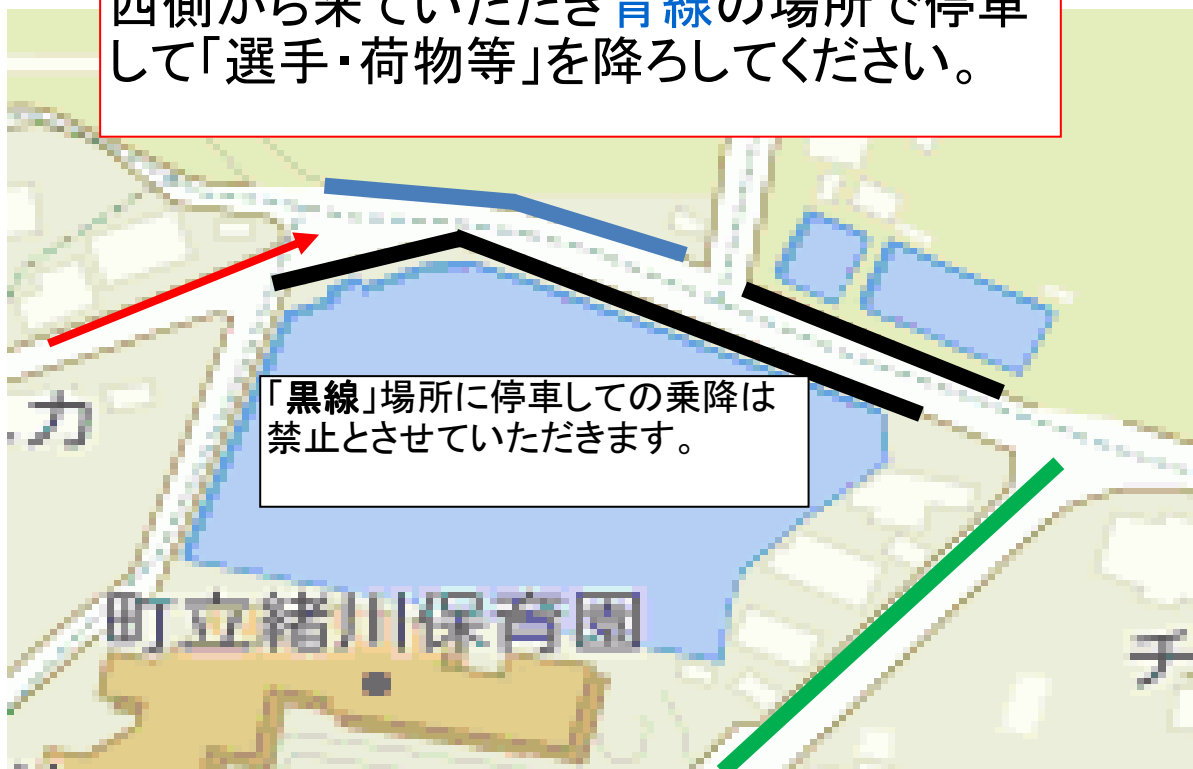 西側から来ていただき青線の場所で停車
して「選手・荷物等」を降ろしてください。
「黒線」場所に停車しての乗降は
禁止とさせていただきます。
カ
町立緒川保育園
チ